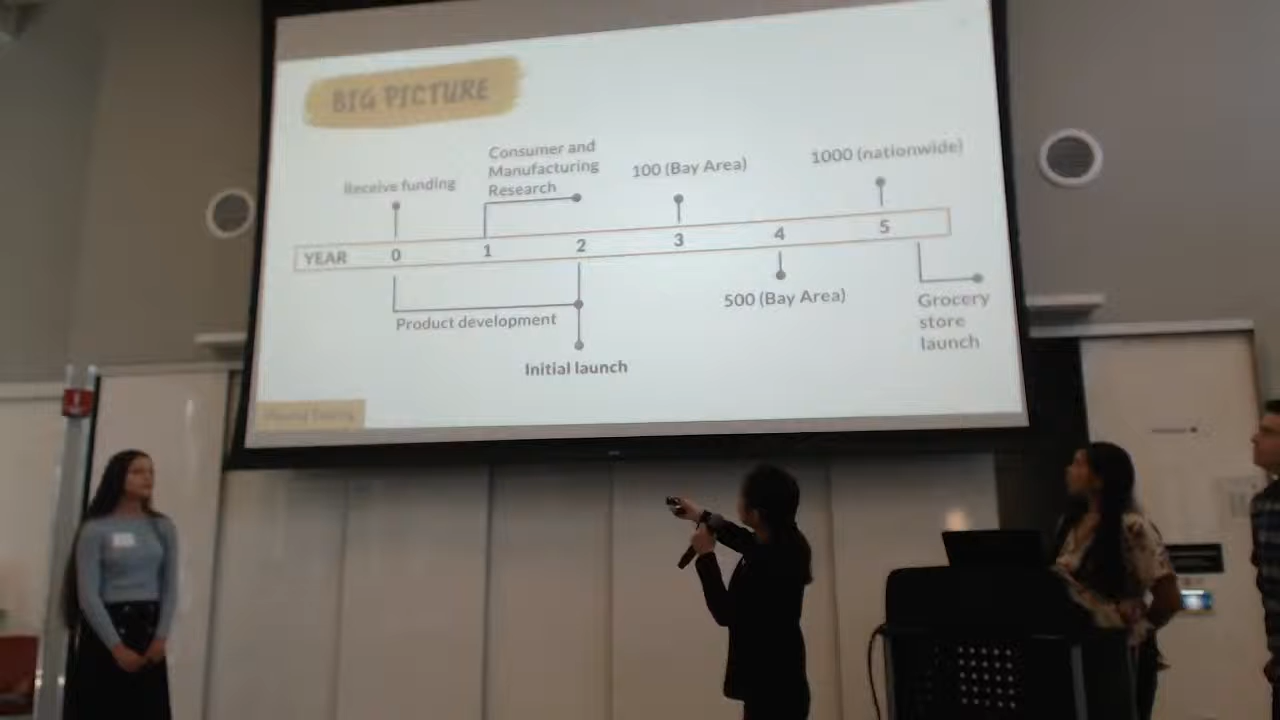 BIG PICTURE
Receive funding
Consumer and
Manufacturing
Research
100 (Bay Area)
1000 (nationwide)
YEAR 0 1 2 3 4 5
Product development
Initial launch
500 (Bay Area)
Grocery
store
launch